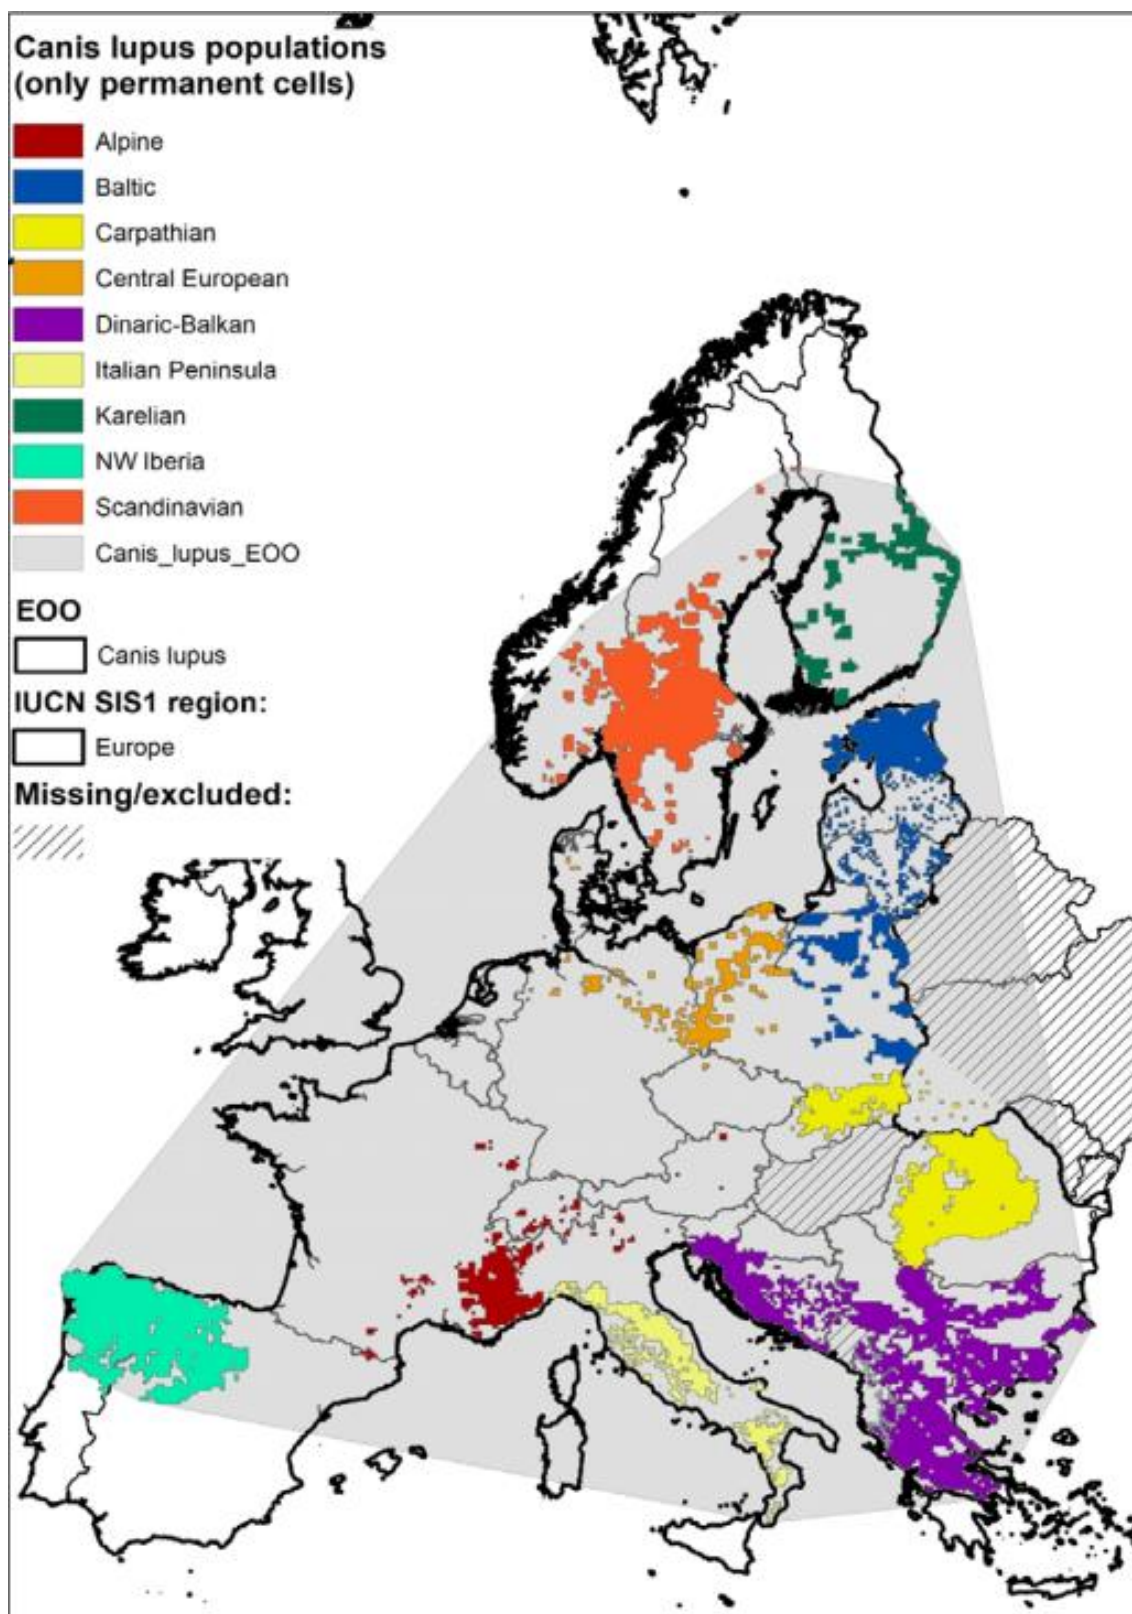 Canis lupus populations
(only permanent cells)
Alpine
Baltic
Carpathian
Central European
Dinaric-Balkan
Italian Peninsula
Karelian
NW Iberia
Scandinavian
Canis_lupus_EOO
EOO
Canis lupus
IUCN SIS1 region:
Europe
Missing/excluded: